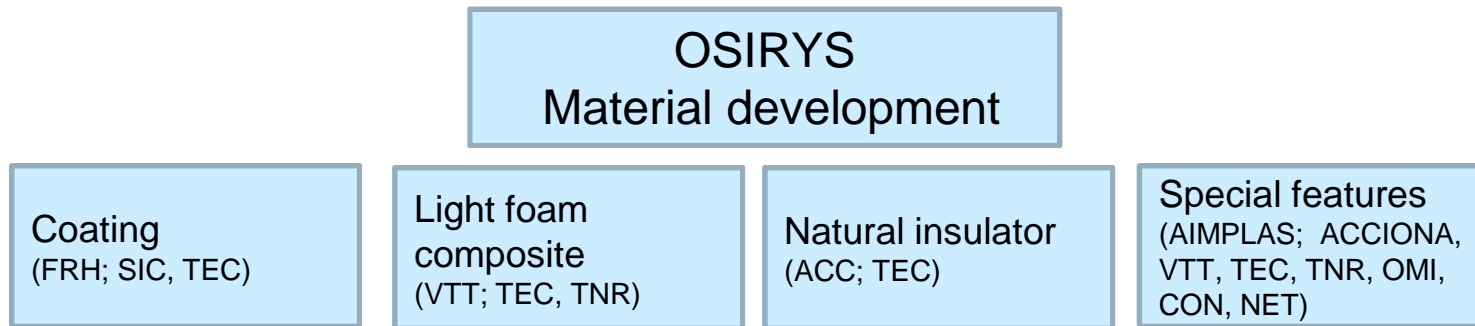 OSIRYS
Material development
Coating
(FRH; SIC, TEC)
Light foam
composite
(VTT; TEC, TNR)
Natural insulator
(ACC; TEC)
Special features
(AIMPLAS; ACCIONA,
VTT, TEC, TNR, OMI,
CON, NET)